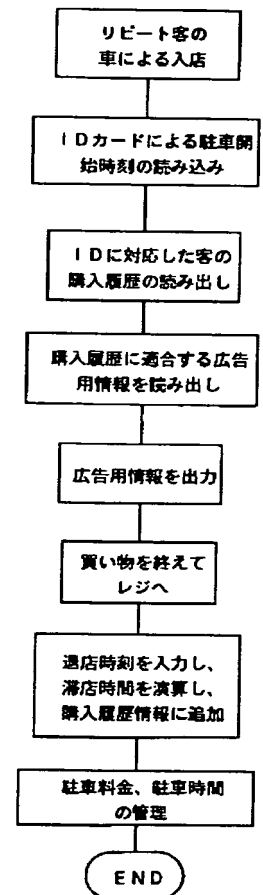 リピート客の
車による入店
IDカードによる駐車開
始時刻の読み込み
IDに対応した客の
購入履歴の読み出し
購入履歴に適合する広告
用情報を読み出し
広告用情報を出力
買い物を終えて
レジへ
退店時刻を入力し、
滞店時間を演算し、
購入履歴情報に追加
駐車料金、駐車時間
の管理
END